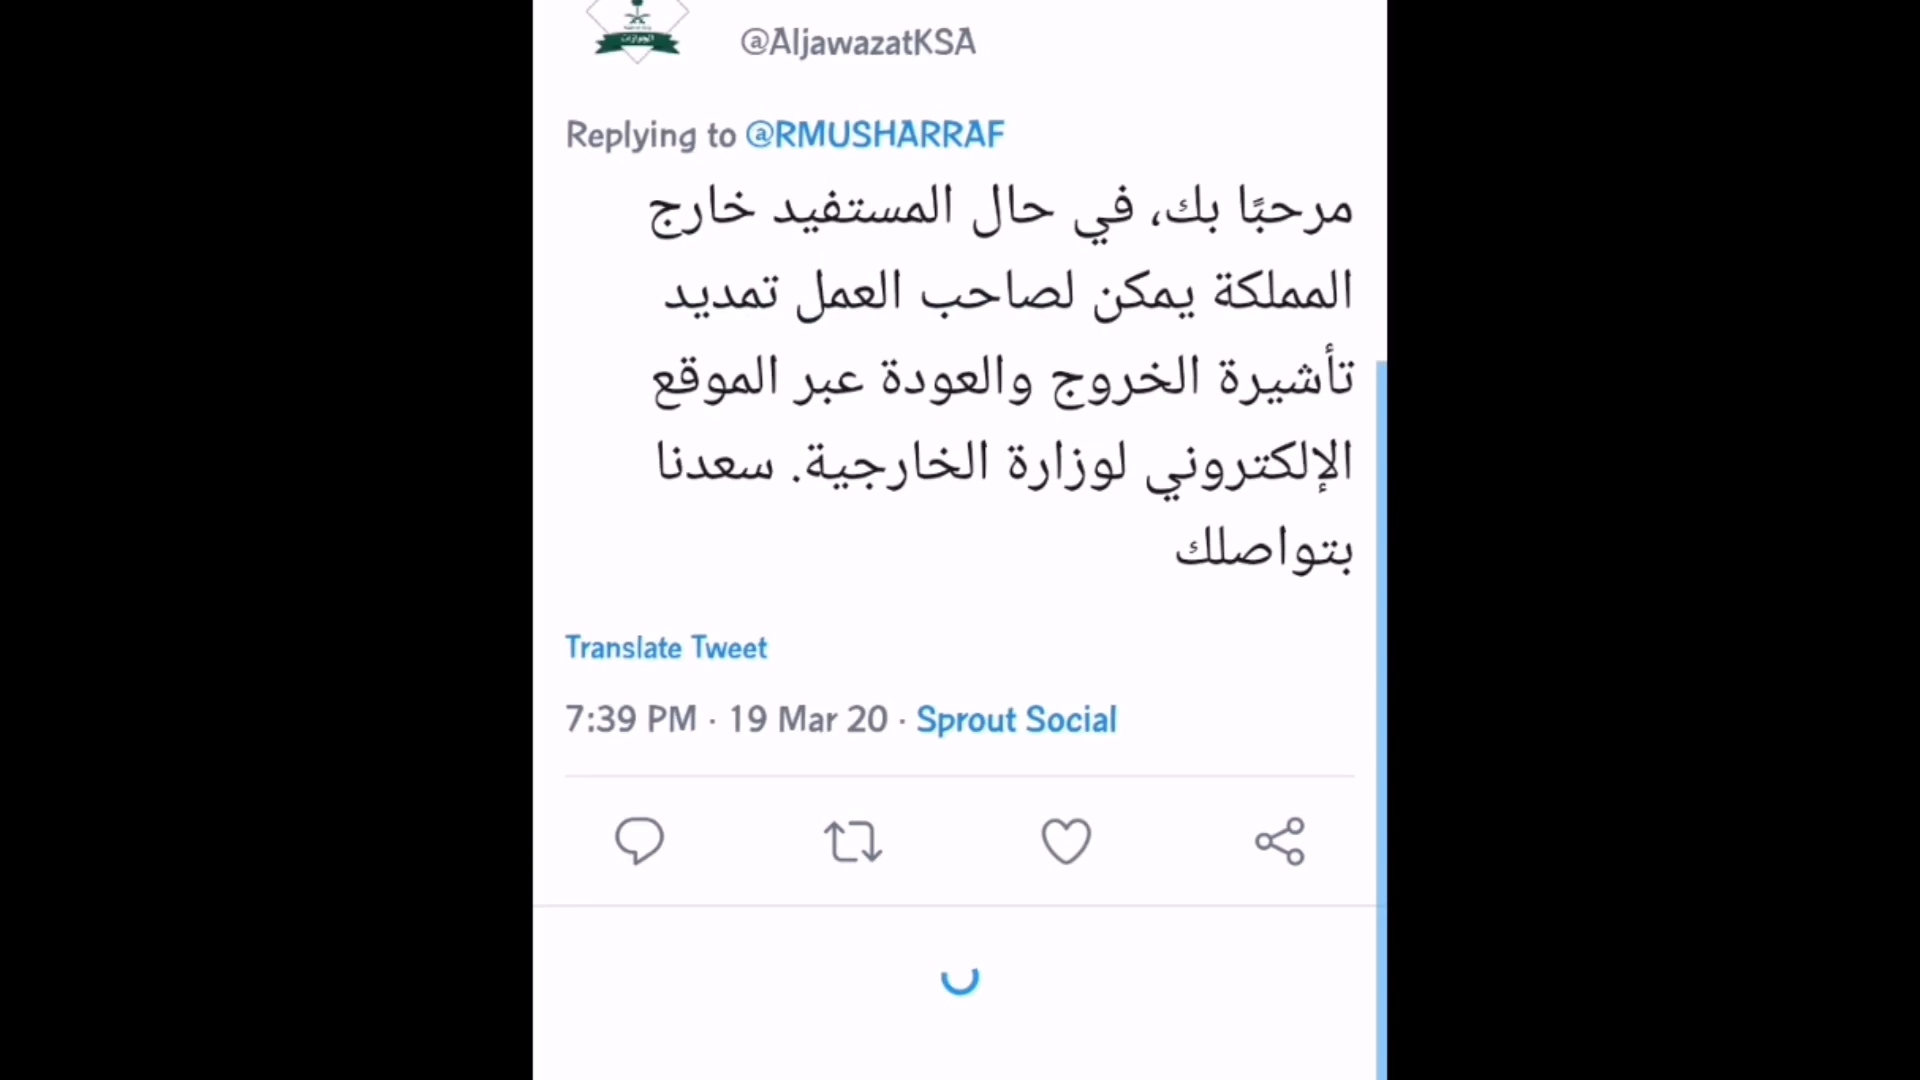 الجوازات
@AljawazatKSA
Replying to @RMUSHARRAF
مرحبًا بك، في حال المستفيد خارج
المملكة يمكن لصاحب العمل تمديد
تأشيرة الخروج والعودة عبر الموقع
الإلكتروني لوزارة الخارجية. سعدنا
بتواصلك
Translate Tweet
7:39 PM · 19 Mar 20 · Sprout Social